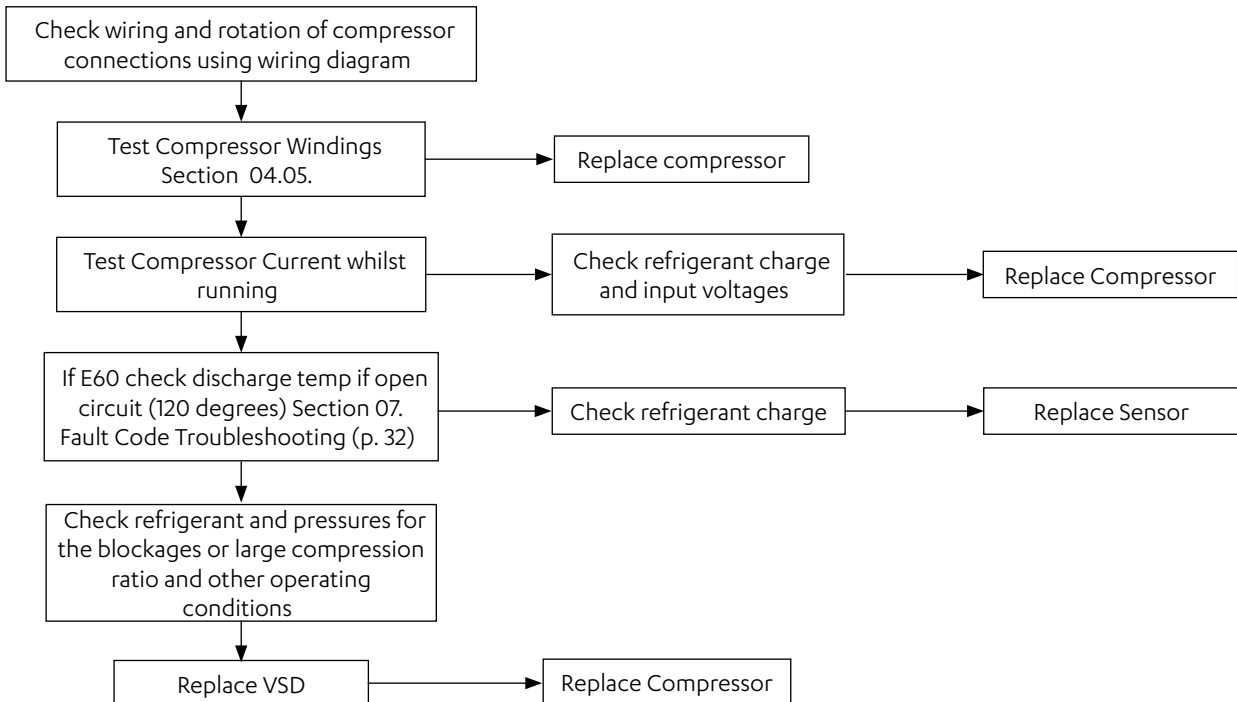 Check wiring and rotation of compressor
connections using wiring diagram
Test Compressor Windings
Section 04.05.
Replace compressor
Test Compressor Current whilst
running
Check refrigerant charge
and input voltages
Replace Compressor
If E60 check discharge temp if open
circuit (120 degrees) Section 07.
Fault Code Troubleshooting (p. 32)
Check refrigerant charge
Replace Sensor
Check refrigerant and pressures for
the blockages or large compression
ratio and other operating
conditions
Replace VSD
Replace Compressor